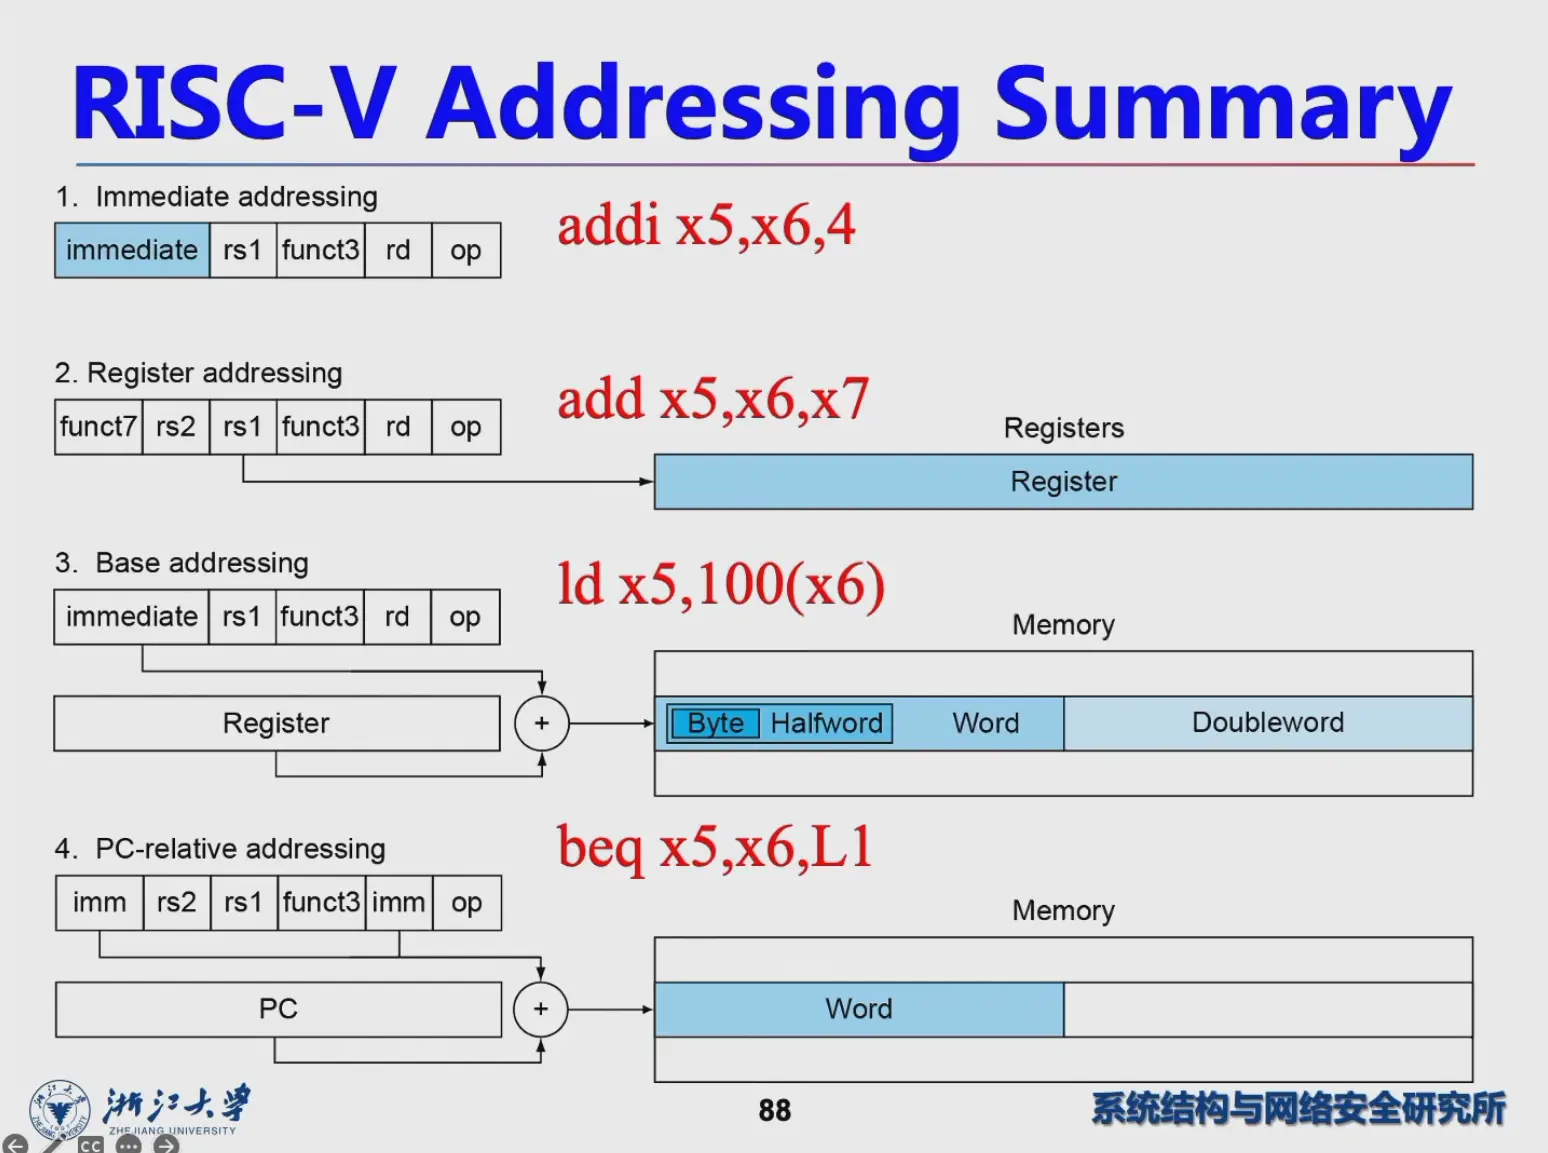 RISC-V Addressing Summary
1. Immediate addressing
addi x5,x6,4
immediate rs1 funct3 rd op
2. Register addressing
add x5,x6,x7
funct7 rs2 rs1 funct3 rd op
Registers
Register
3. Base addressing
ld x5,100(x6)
immediate rs1 funct3 rd op
Memory
Register + Byte Halfword Word Doubleword
4. PC-relative addressing
beq x5,x6,L1
imm rs2 rs1 funct3 imm op
Memory
PC + Word
浙江大学
ZHEJIANG UNIVERSITY
88
系统结构与网络安全研究所
CC